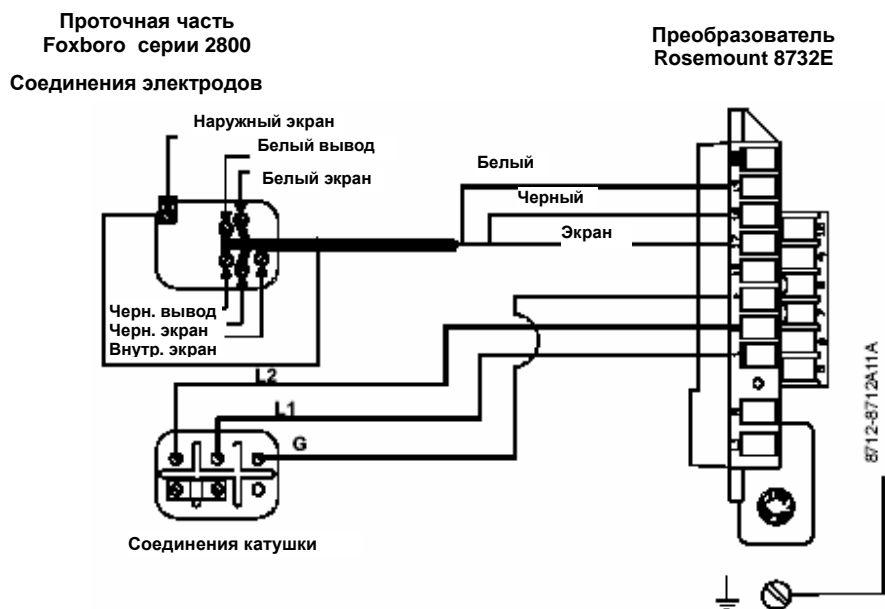 Проточная часть
Foxboro серии 2800
Преобразователь
Rosemount 8732E
Соединения электродов
Наружный экран
Белый вывод
Белый экран
Белый
Черный
Экран
Черн. вывод
Черн. экран
Внутр. экран
L2
L1
G
Соединения катушки
8712-8712A11A